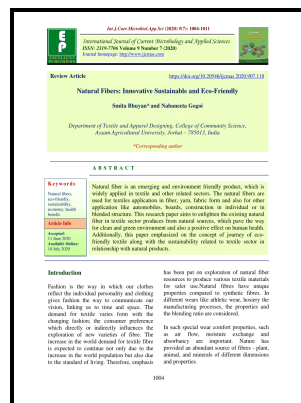 Int.J.Curr.Microbiol.App.Sci (2020) 9(7): 1004-1011
International Journal of Current Microbiology and Applied Sciences
ISSN: 2319-7706 Volume 9 Number 7 (2020)
Journal homepage: http://www.ijcmas.com
Review Article
https://doi.org/10.20546/ijcmas.2020.907.118
Natural Fibers: Innovative Sustainable and Eco-Friendly
Smita Bhuyan* and Nabaneeta Gogoi
Department of Textile and Apparel Designing, College of Community Science,
Assam Agricultural University, Jorhat – 785013, India
*Corresponding author
ABSTRACT
Keywords
Natural fibers,
eco-friendly,
sustainability,
economy, health
benefit.
Article Info
Accepted:
11 June 2020
Available Online:
10 July 2020
Natural fiber is an emerging and environment friendly product, which is
widely applied in textile and other related sectors. The natural fibers are
used for textiles application in fiber, yarn, fabric form and also for other
application like automobiles, boards, construction in individual or in
blended structure. This research paper aims to enlighten the existing natural
fiber in textile sector products from natural sources, which pave the way
for clean and green environment and also a positive effect on human health.
Additionally, this paper emphasized on the concept of journey of eco-
friendly textile along with the sustainability related to textile sector in
relationship with natural products.
Introduction
Fashion is the way in which our clothes
reflect the individual personality and clothing
gives fashion the way to communicate our
vision, linking us to time and space. The
demand for textile varies form with the
changing fashion; the consumer preference
which directly or indirectly influences the
exploration of new varieties of fibre. The
increase in the world demand for textile fibre
is expected to continue not only due to the
increase in the world population but also due
to the standard of living. Therefore, emphasis
has been put on exploration of natural fiber
resources to produce various textile materials
for safer use.Natural fibers have unique
properties compared to synthetic fibers. In
different wears like athletic wear, hosiery the
manufacturing processes, the properties and
the blending ratio are considered.
In such special wear comfort properties, such
as air flow, moisture exchange and
absorbancy are important. Nature has
provided an abundant source of fibres - plant,
animal, and minerals of different dimensions
and properties.
1004